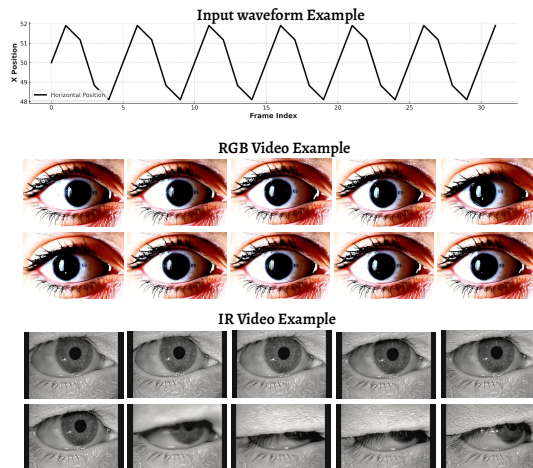 Input waveform Example
52
51
50
49
48
X Position
Horizontal Position
0 5 10 15 20 25 30
Frame Index
RGB Video Example
IR Video Example